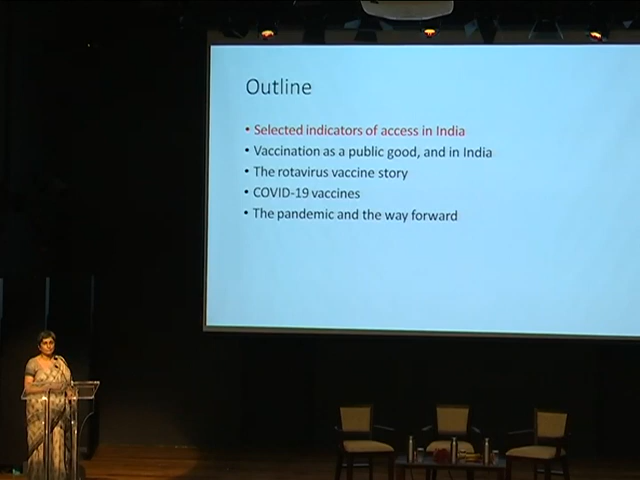 Outline
• Selected indicators of access in India
• Vaccination as a public good, and in India
• The rotavirus vaccine story
• COVID-19 vaccines
• The pandemic and the way forward